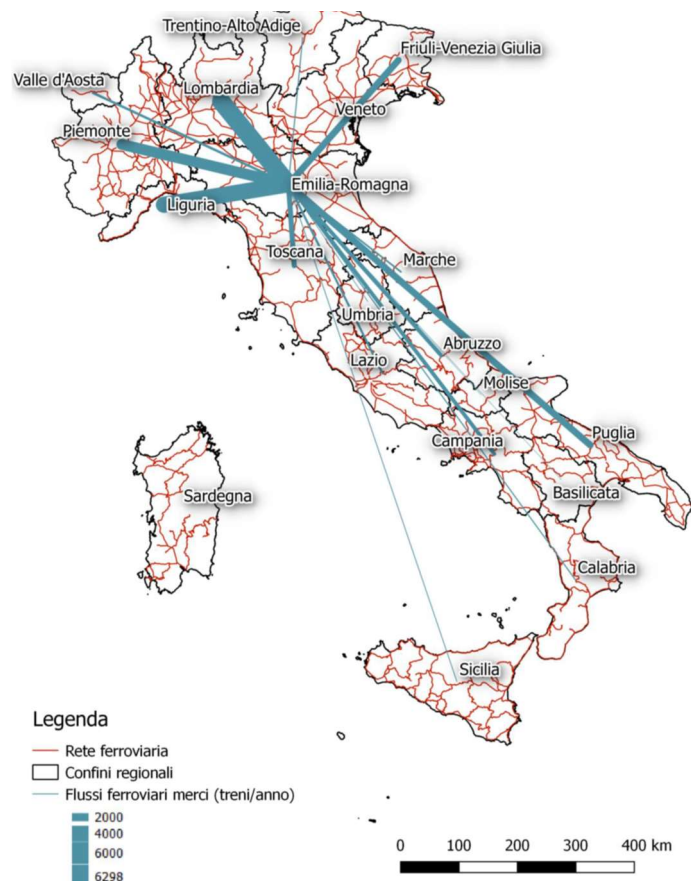 Trentino-Alto Adige
Friuli-Venezia Giulia
Valle d'Aosta
Lombardia
Veneto
Piemonte
Emilia-Romagna
Liguria
Toscana
Marche
Umbria
Abruzzo
Lazio
Molise
Campania
Puglia
Basilicata
Sardegna
Calabria
Sicilia
Legenda
Rete ferroviaria
Confini regionali
Flussi ferroviari merci (treni/anno)
2000
4000
6000
6298
0 100 200 300 400 km